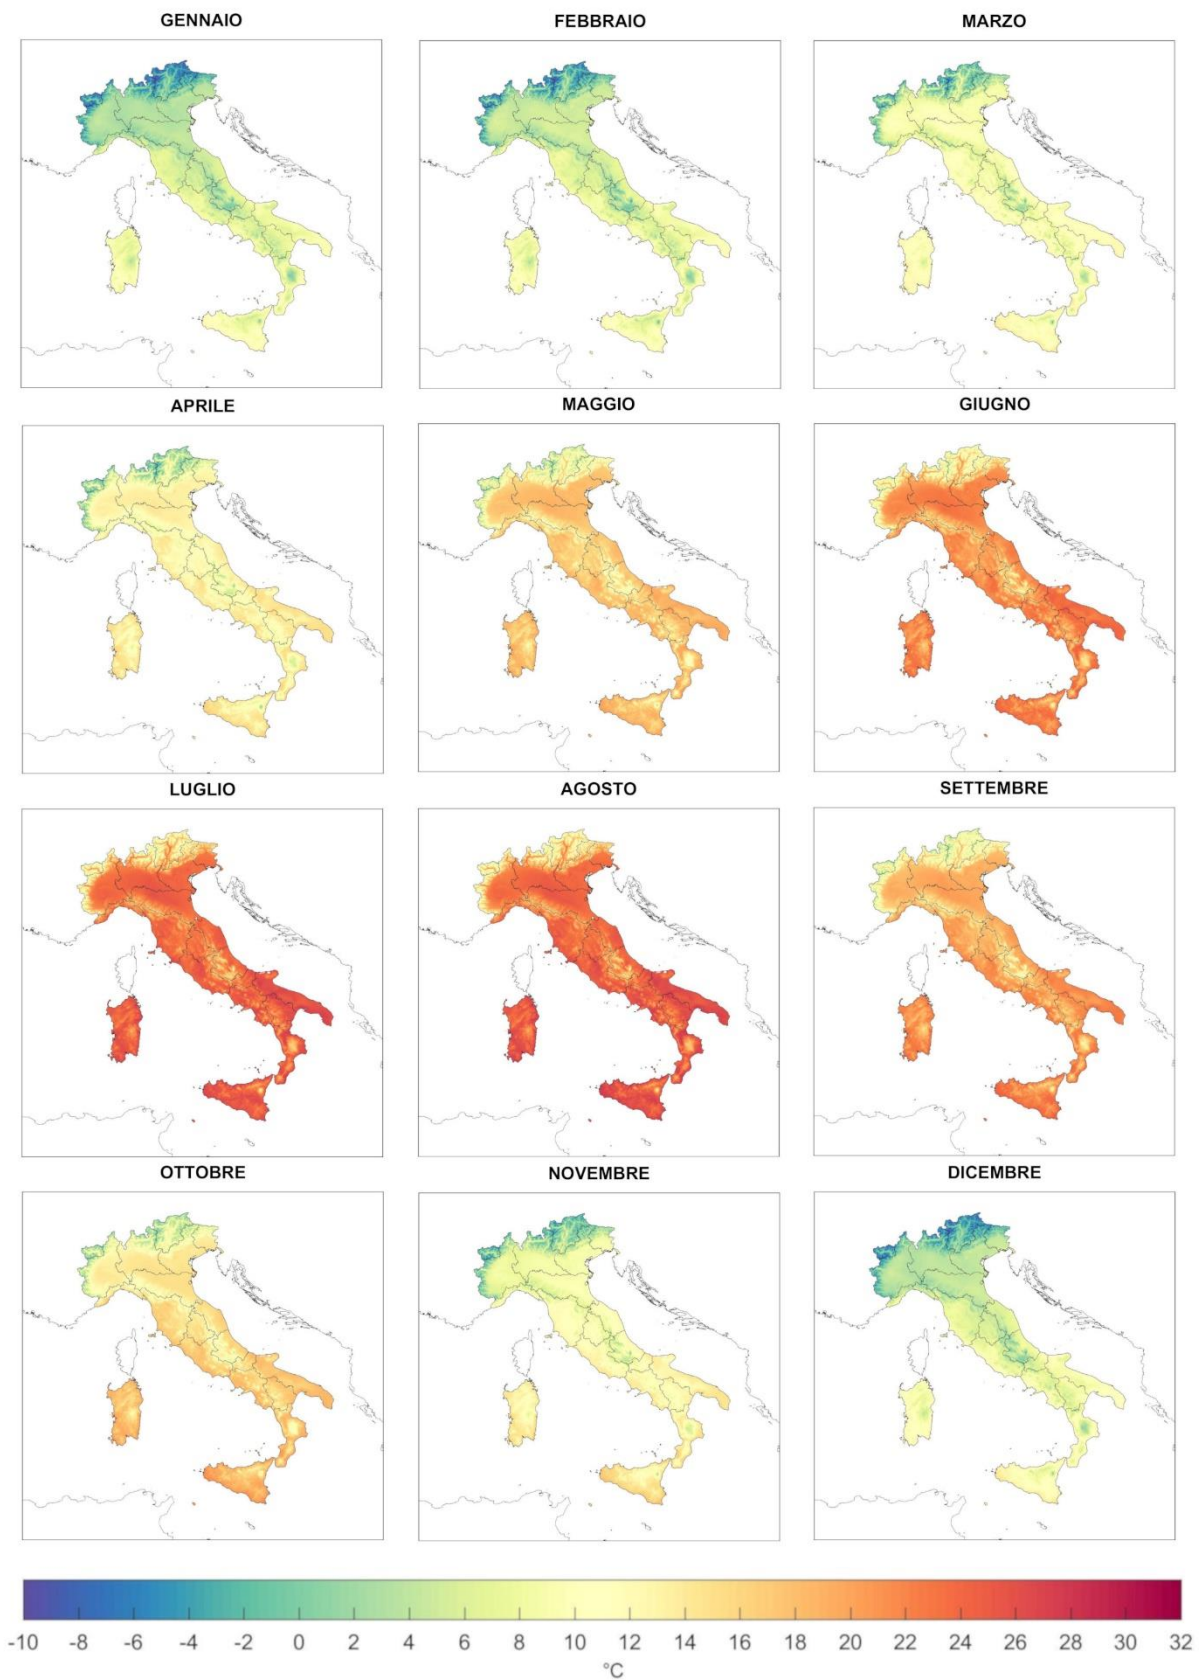 GENNAIO FEBBRAIO MARZO
APRILE MAGGIO GIUGNO
LUGLIO AGOSTO SETTEMBRE
OTTOBRE NOVEMBRE DICEMBRE
-10 -8 -6 -4 -2 0 2 4 6 8 10 12 14 16 18 20 22 24 26 28 30 32
°C